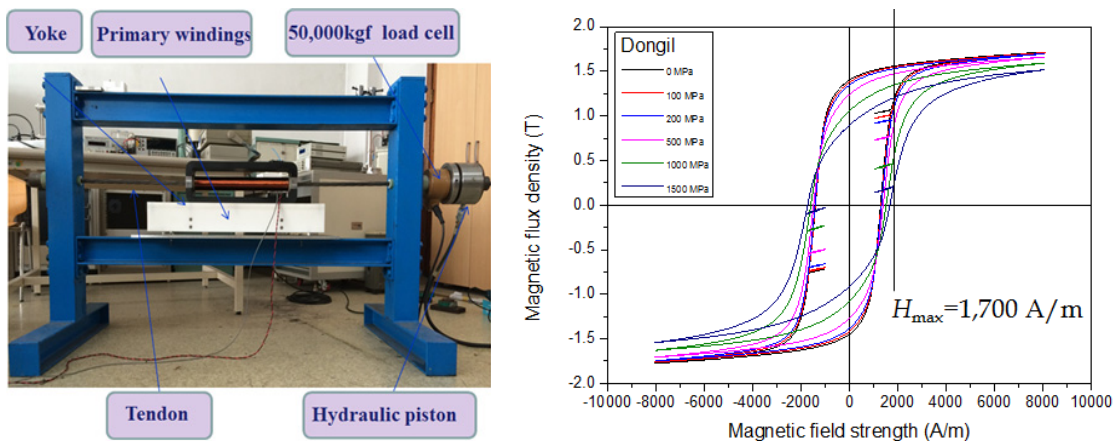 Yoke
Primary windings
50,000kgf load cell
Tendon
Hydraulic piston
Magnetic flux density (T)
2.0
1.5
1.0
0.5
0.0
-0.5
-1.0
-1.5
-2.0
Dongil
0 MPa
100 MPa
200 MPa
500 MPa
1000 MPa
1500 MPa
Hmax=1,700 A/m
-10000 -8000 -6000 -4000 -2000 0 2000 4000 6000 8000 10000
Magnetic field strength (A/m)